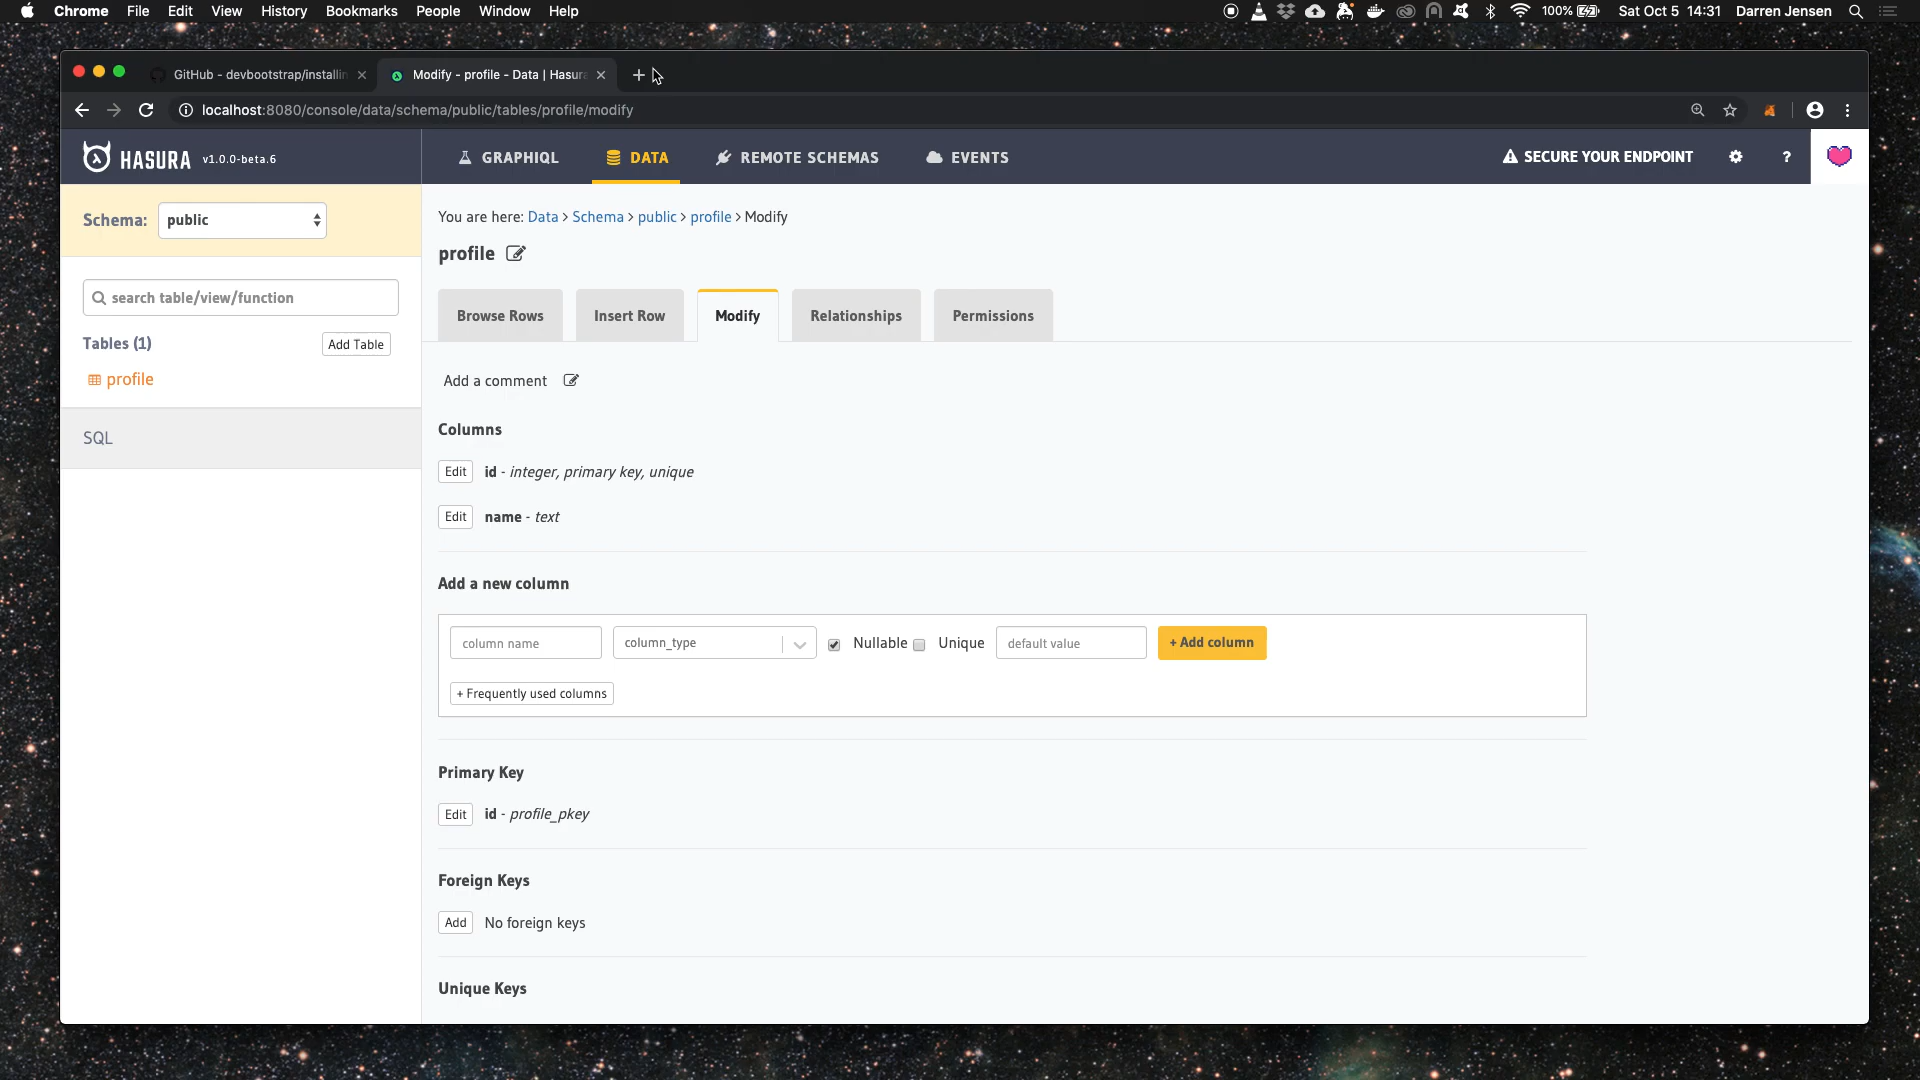 Chrome File Edit View History Bookmarks People Window Help 100% Sat Oct 5 14:31 Darren Jensen
GitHub - devbootstrap/installin Modify - profile - Data | Hasura
localhost:8080/console/data/schema/public/tables/profile/modify
HASURA v1.0.0-beta.6 GRAPHIQL DATA REMOTE SCHEMAS EVENTS SECURE YOUR ENDPOINT ?
Schema: public
You are here: Data > Schema > public > profile > Modify
profile
search table/view/function
Browse Rows Insert Row Modify Relationships Permissions
Tables (1) Add Table
profile
Add a comment
SQL
Columns
Edit id - integer, primary key, unique
Edit name - text
Add a new column
column name column_type Nullable Unique default value + Add column
+ Frequently used columns
Primary Key
Edit id - profile_pkey
Foreign Keys
Add No foreign keys
Unique Keys